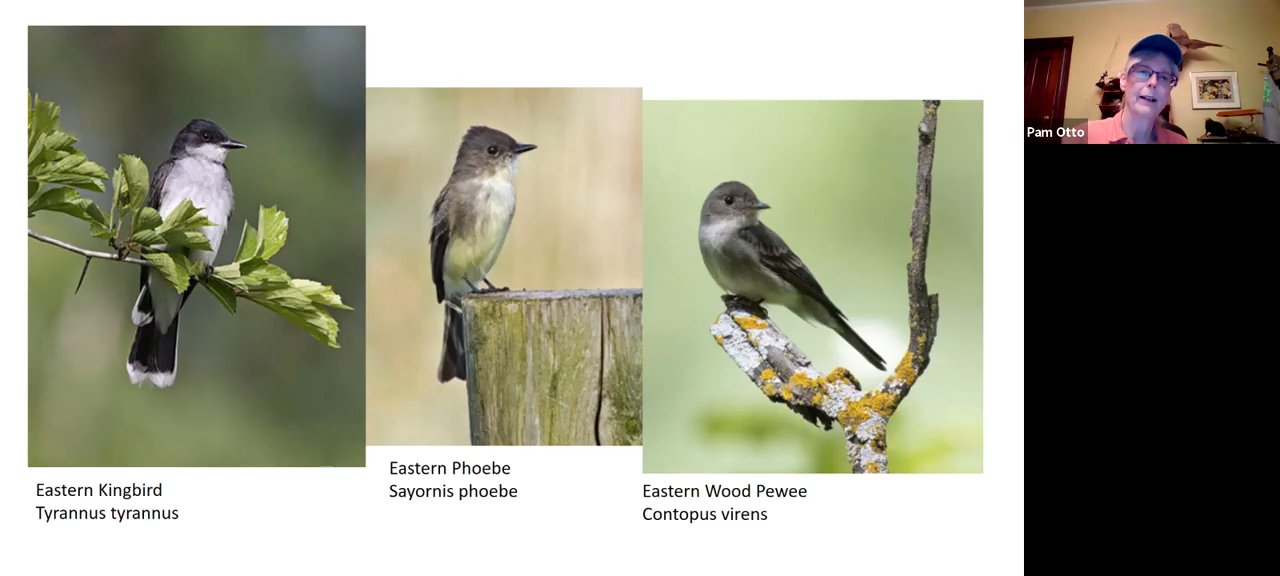 Pam Otto
Eastern Kingbird
Tyrannus tyrannus
Eastern Phoebe
Sayornis phoebe
Eastern Wood Pewee
Contopus virens